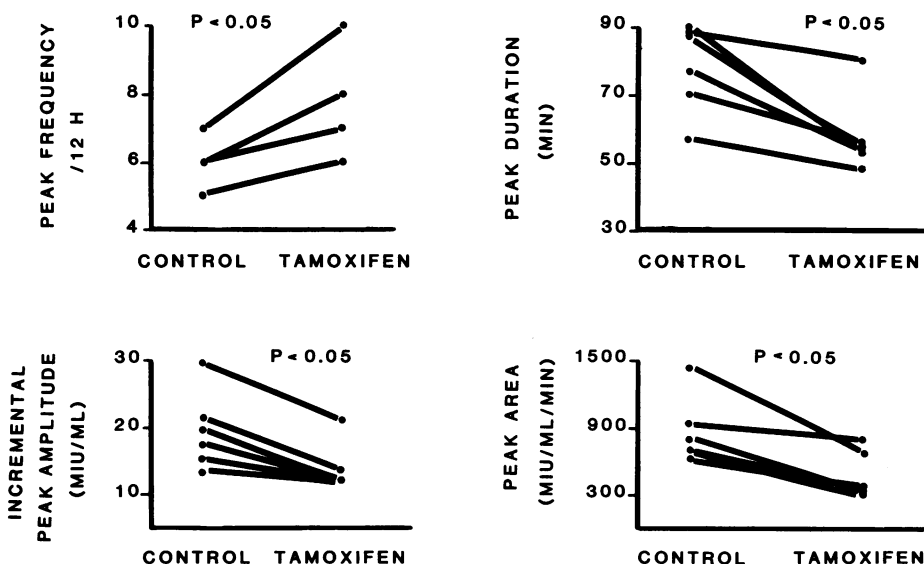 P < 0.05
PEAK FREQUENCY
/12 H
10
8
6
4
CONTROL TAMOXIFEN
P < 0.05
PEAK DURATION
(MIN)
90
70
50
30
CONTROL TAMOXIFEN
P < 0.05
INCREMENTAL
PEAK AMPLITUDE
(MIU/ML)
30
20
10
CONTROL TAMOXIFEN
P < 0.05
PEAK AREA
(MIU/ML/MIN)
1500
900
300
CONTROL TAMOXIFEN